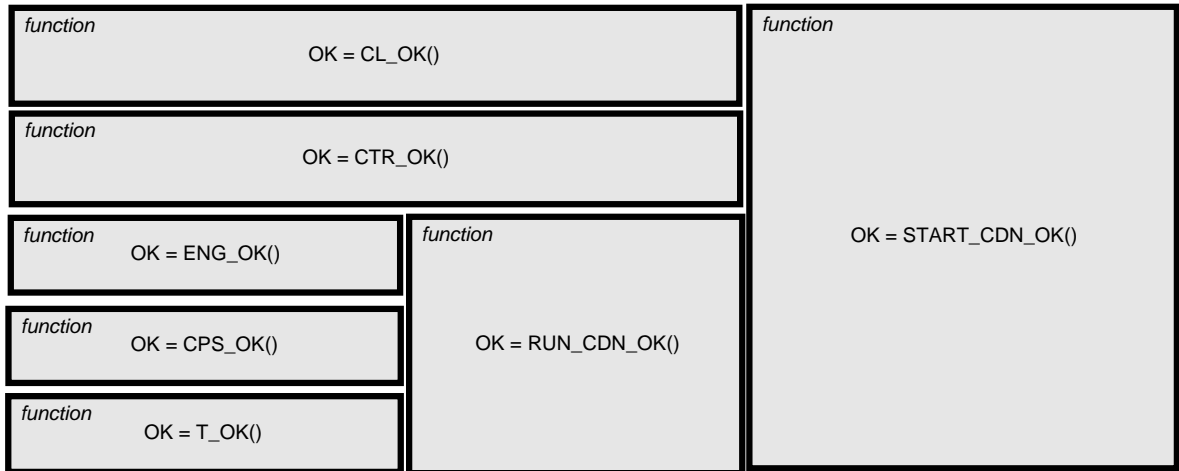 function
OK = CL_OK()
function
OK = CTR_OK()
function
OK = ENG_OK()
function
OK = CPS_OK()
function
OK = T_OK()
function
OK = RUN_CDN_OK()
function
OK = START_CDN_OK()